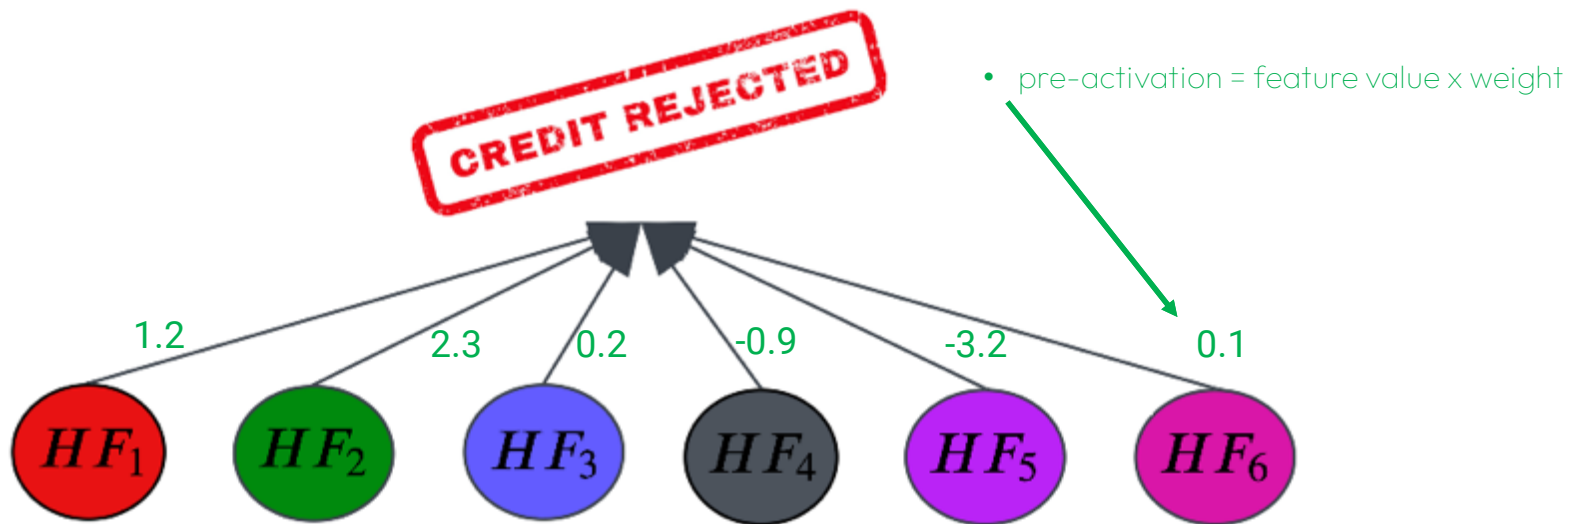 CREDIT REJECTED
• pre-activation = feature value x weight
1.2
2.3
0.2
-0.9
-3.2
0.1
HF₁
HF₂
HF₃
HF₄
HF₅
HF₆